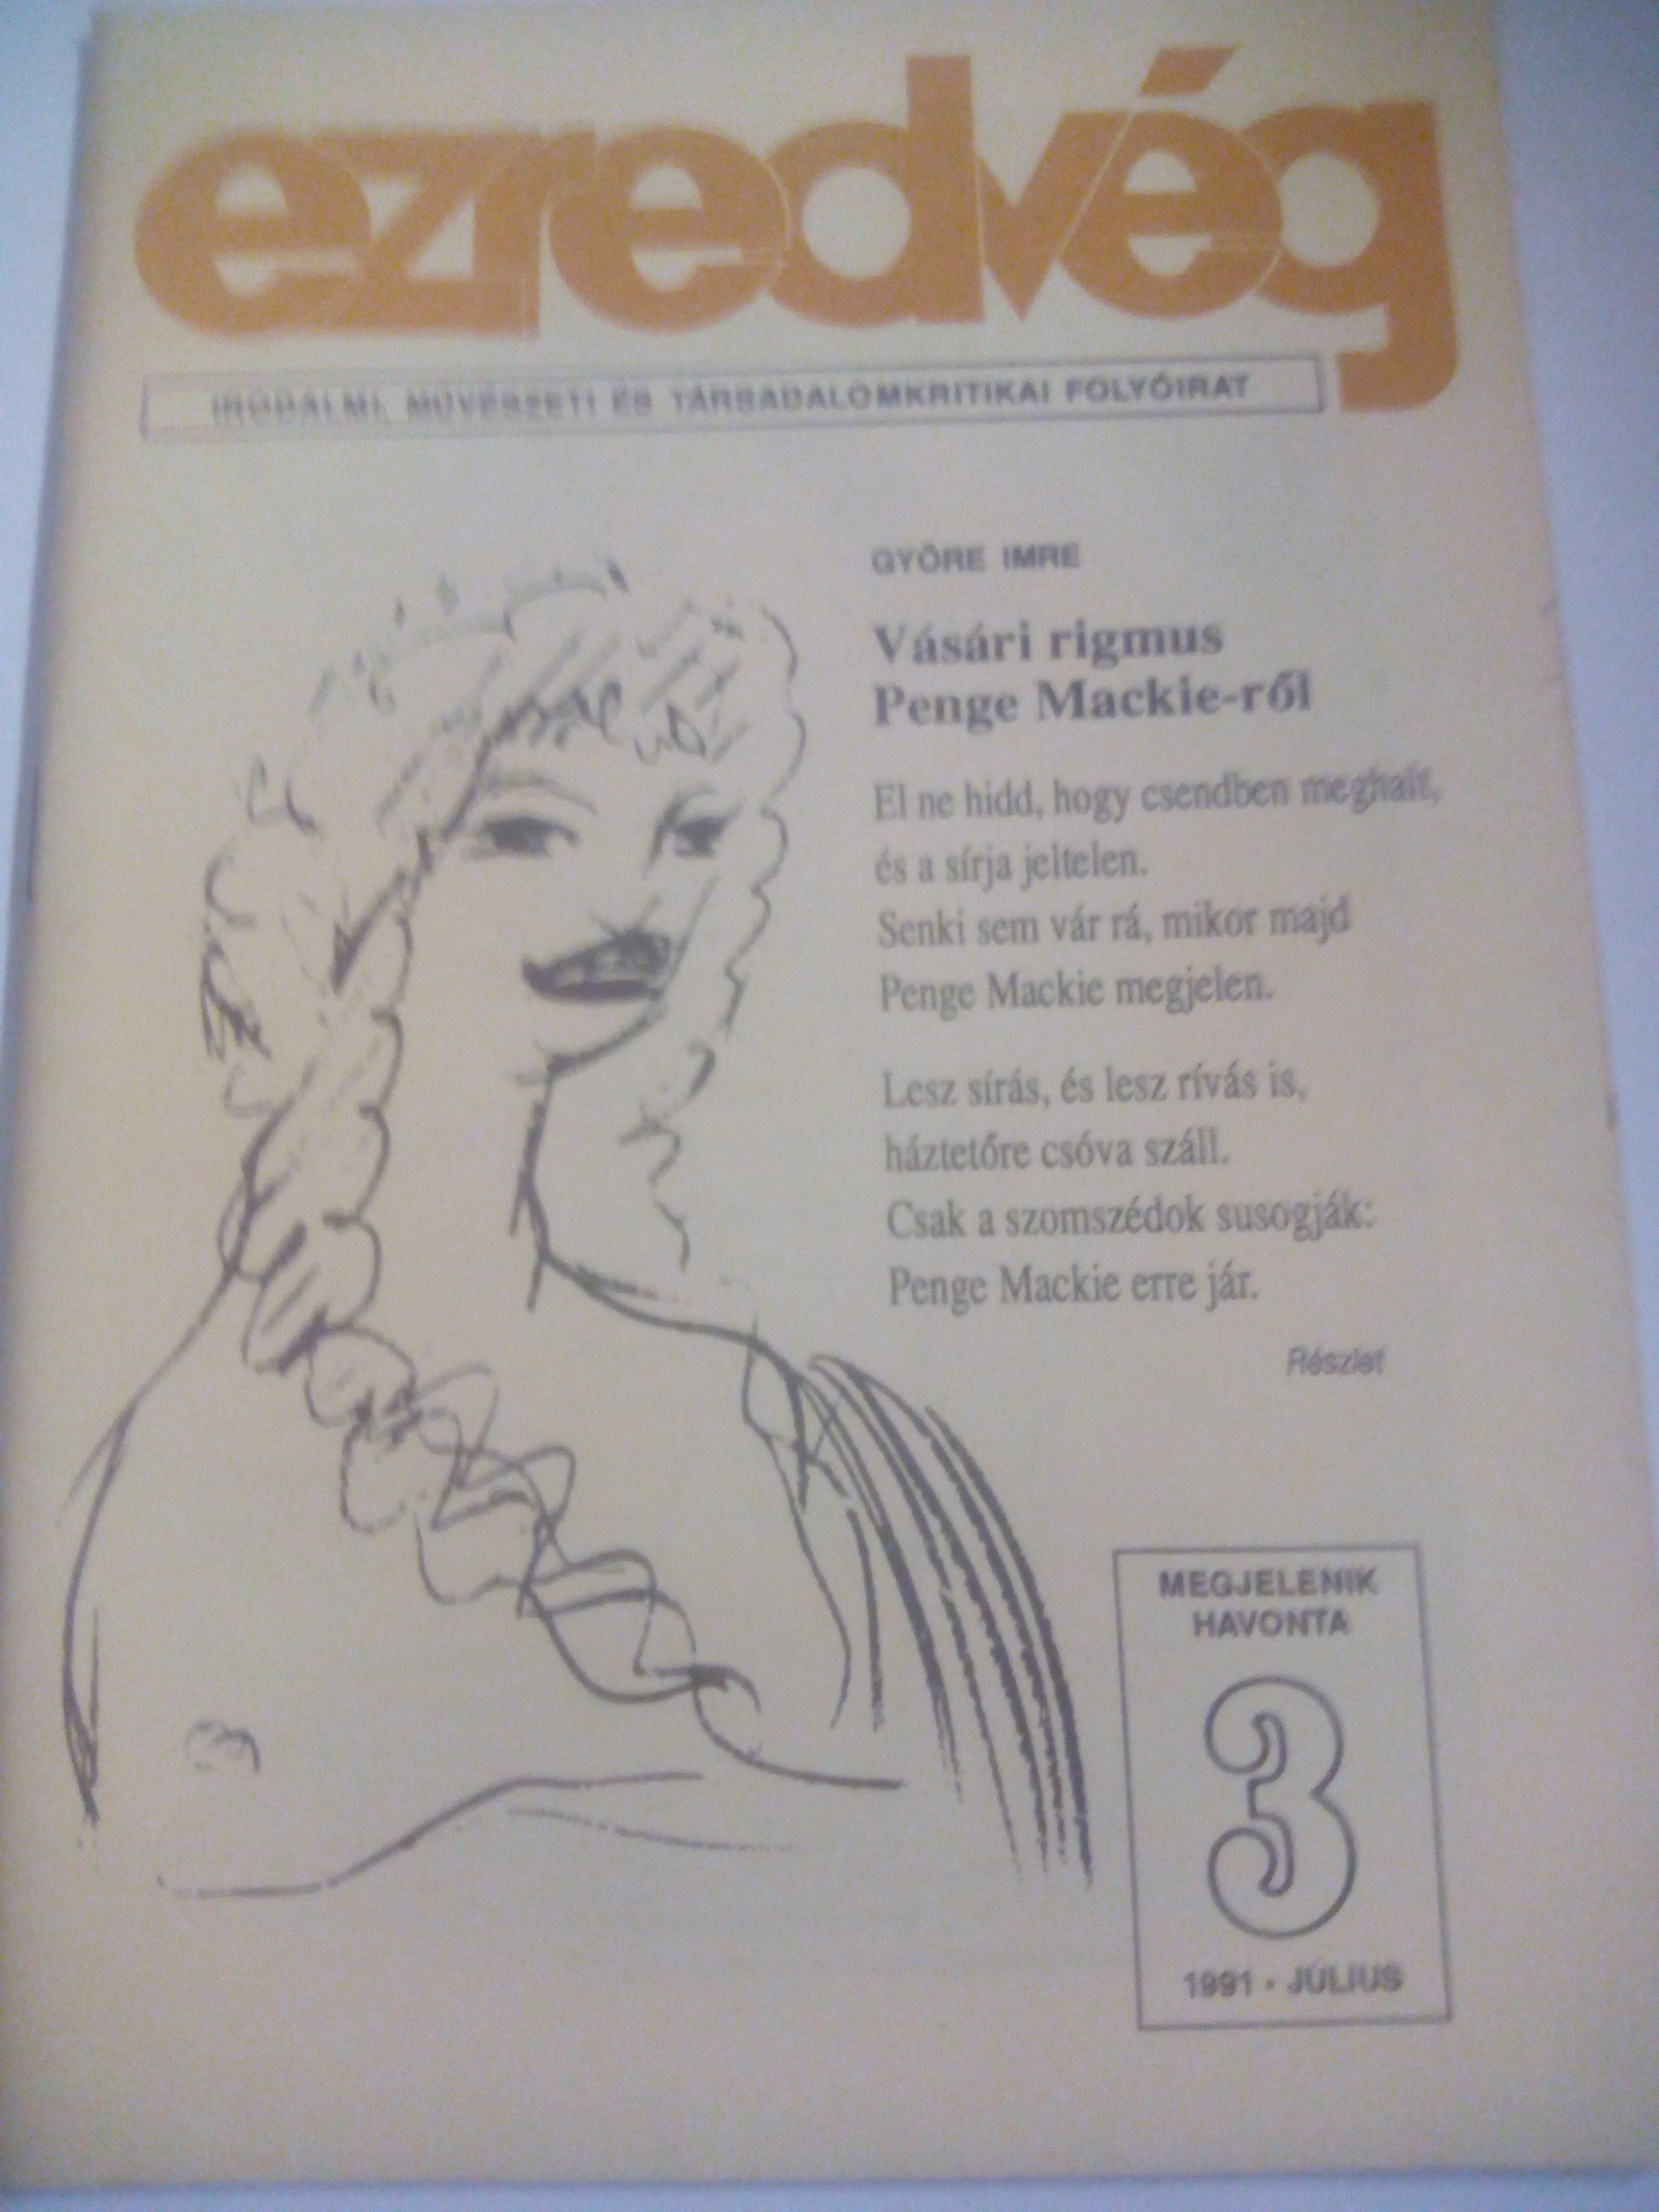 ezredvég
IRODALMI, MŰVÉSZETI ÉS TÁRSADALOMKRITIKAI FOLYÓIRAT
GYŐRE IMRE
Vásári rigmus
Penge Mackie-ről
El ne hidd, hogy csendben meghalt,
és a sírja jeltelen.
Senki sem vár rá, mikor majd
Penge Mackie megjelen.
Lesz sírás, és lesz rívás is,
háztetőre csóva száll.
Csak a szomszédok susogják:
Penge Mackie erre jár.
Részlet
MEGJELENIK
HAVONTA
3
1991 • JÚLIUS